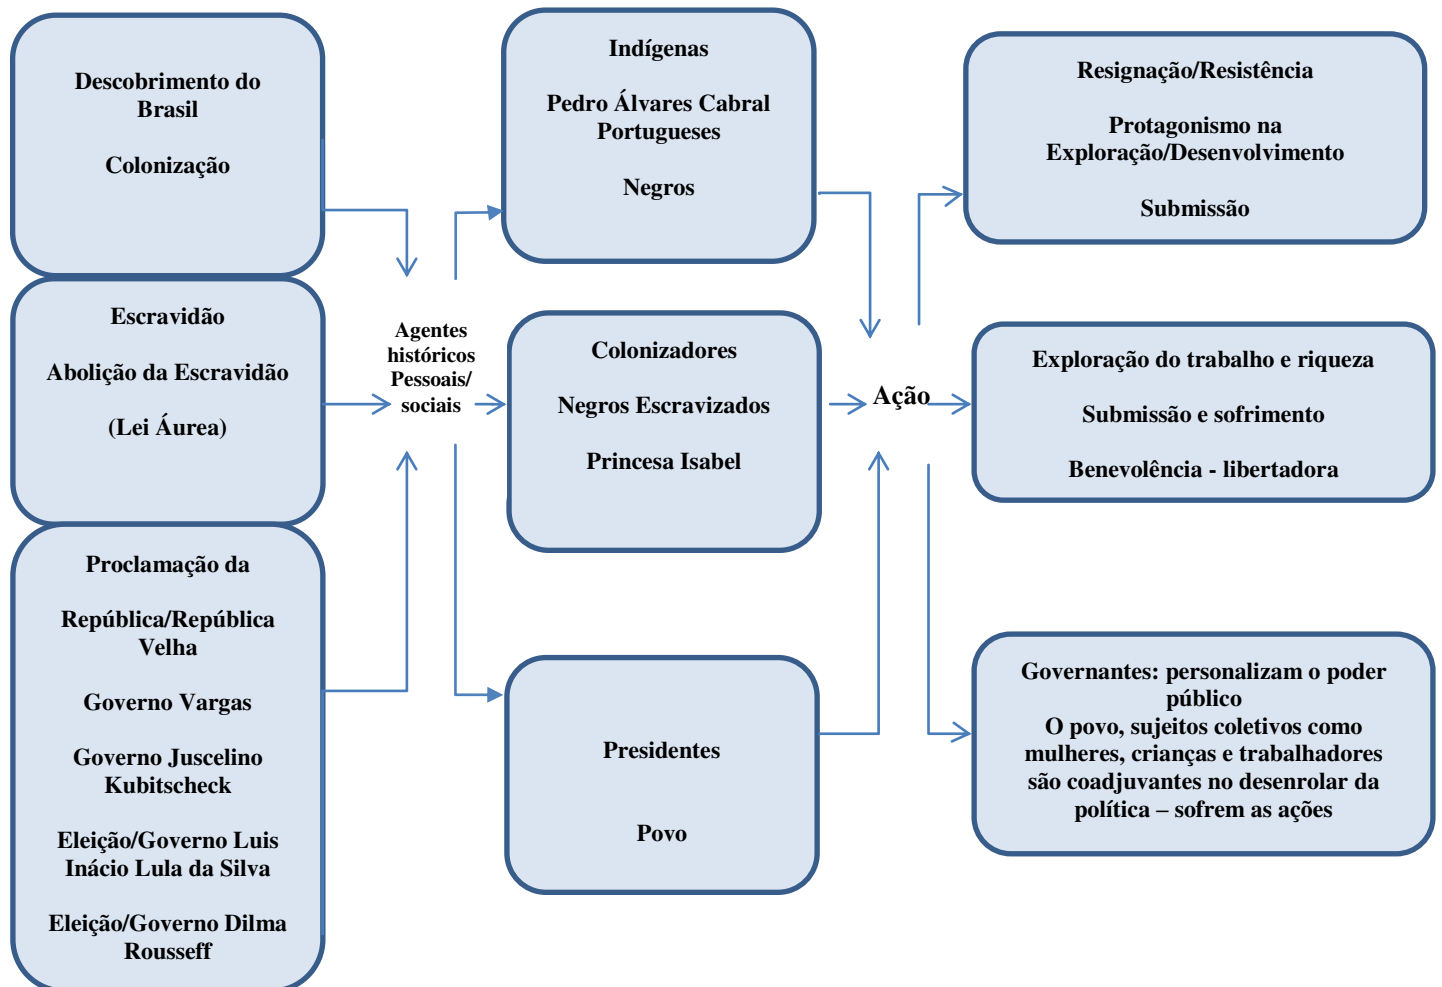 Descobrimento do
Brasil
Colonização
Escravidão
Abolição da Escravidão
(Lei Áurea)
Proclamação da
República/República
Velha
Governo Vargas
Governo Juscelino
Kubitscheck
Eleição/Governo Luis
Inácio Lula da Silva
Eleição/Governo Dilma
Rousseff
Agentes
históricos
Pessoais/
sociais
Indígenas
Pedro Álvares Cabral
Portugueses
Negros
Colonizadores
Negros Escravizados
Princesa Isabel
Presidentes
Povo
Ação
Resignação/Resistência
Protagonismo na
Exploração/Desenvolvimento
Submissão
Exploração do trabalho e riqueza
Submissão e sofrimento
Benevolência - libertadora
Governantes: personalizam o poder
público
O povo, sujeitos coletivos como
mulheres, crianças e trabalhadores
são coadjuvantes no desenrolar da
política – sofrem as ações